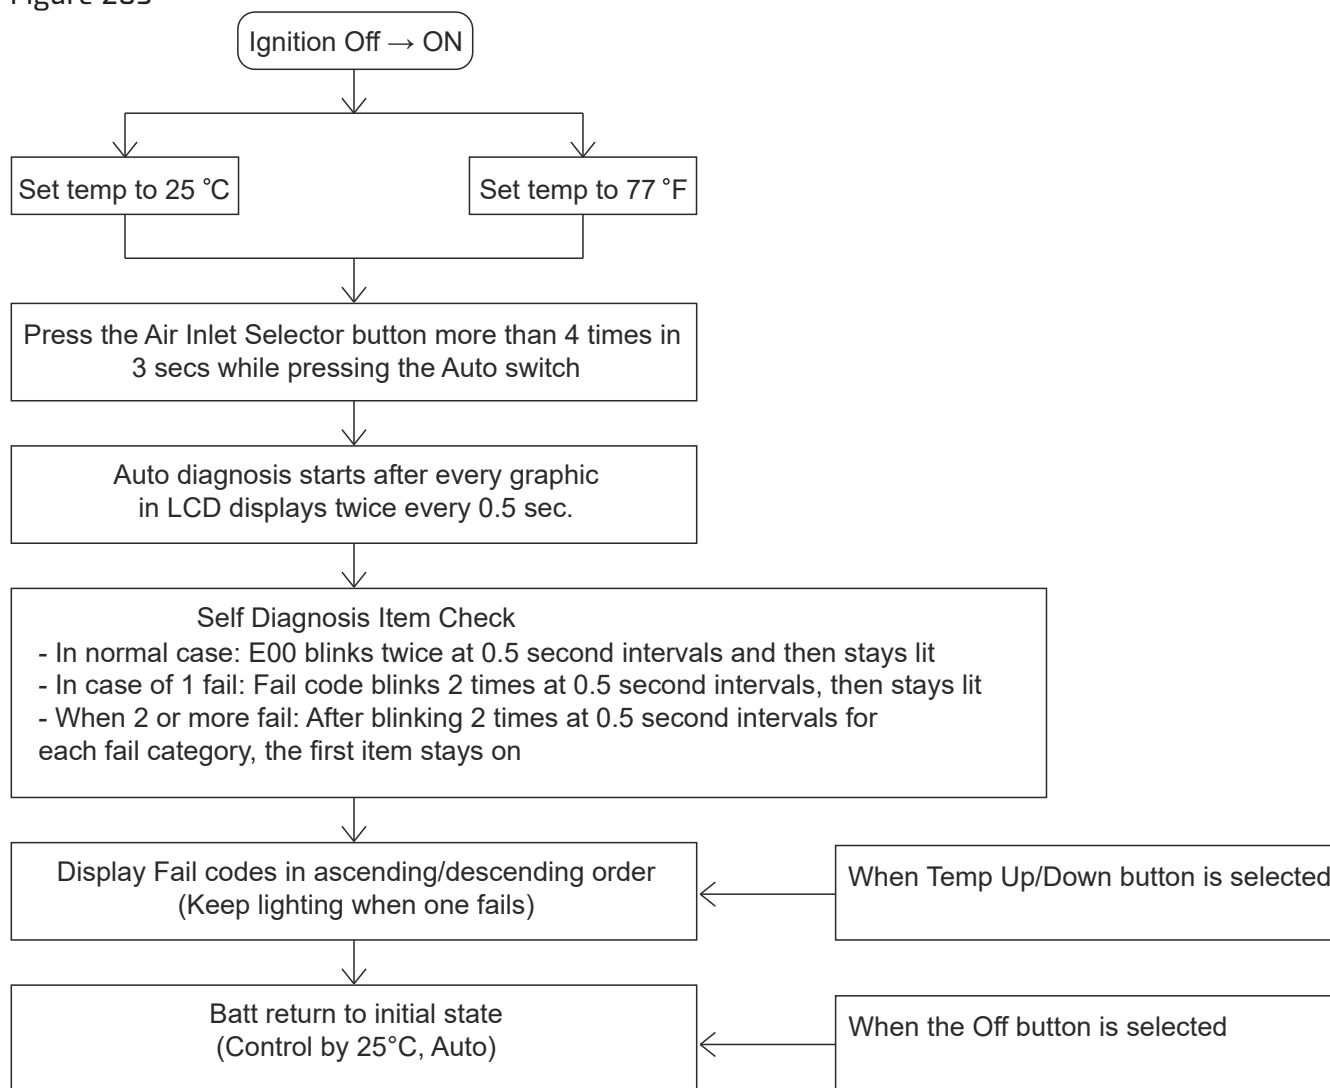 Ignition Off → ON
Set temp to 25 °C
Set temp to 77 °F
Press the Air Inlet Selector button more than 4 times in
3 secs while pressing the Auto switch
Auto diagnosis starts after every graphic
in LCD displays twice every 0.5 sec.
Self Diagnosis Item Check
- In normal case: E00 blinks twice at 0.5 second intervals and then stays lit
- In case of 1 fail: Fail code blinks 2 times at 0.5 second intervals, then stays lit
- When 2 or more fail: After blinking 2 times at 0.5 second intervals for
each fail category, the first item stays on
Display Fail codes in ascending/descending order
(Keep lighting when one fails)
When Temp Up/Down button is selected
Batt return to initial state
(Control by 25°C, Auto)
When the Off button is selected